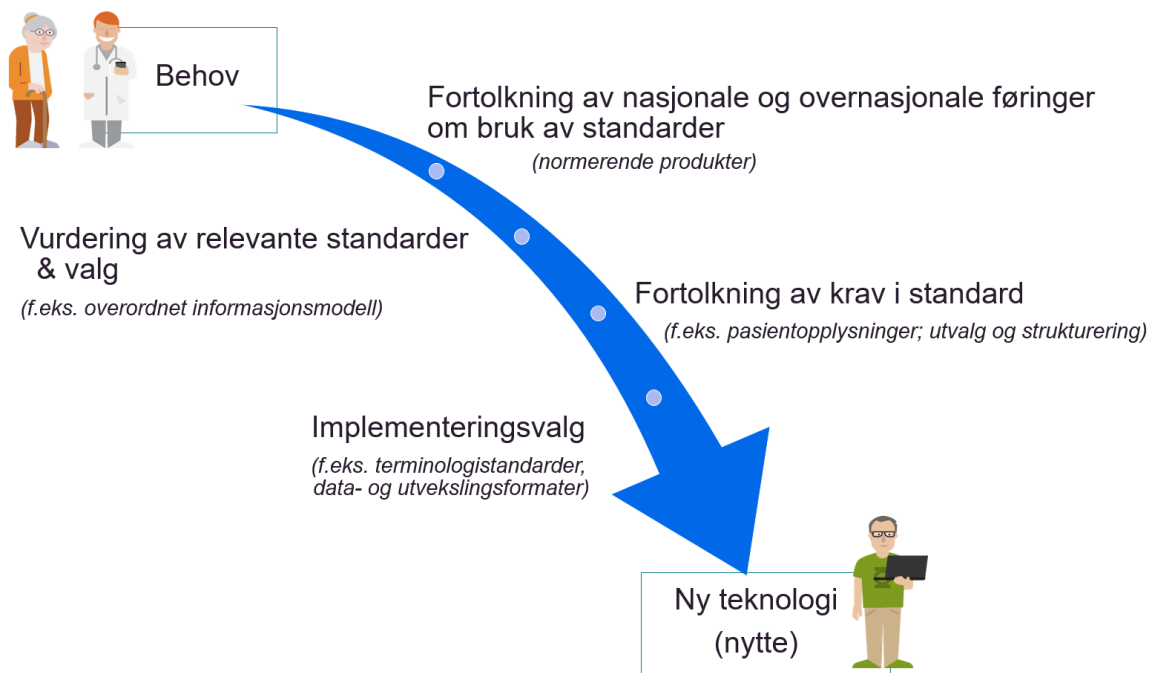 Behov
Fortolkning av nasjonale og overnasjonale føringer
om bruk av standarder
(normerende produkter)
Vurdering av relevante standarder
& valg
(f.eks. overordnet informasjonsmodell)
Fortolkning av krav i standard
(f.eks. pasientopplysninger; utvalg og strukturering)
Implementeringsvalg
(f.eks. terminologistandarder,
data- og utvekslingsformater)
Ny teknologi
(nytte)